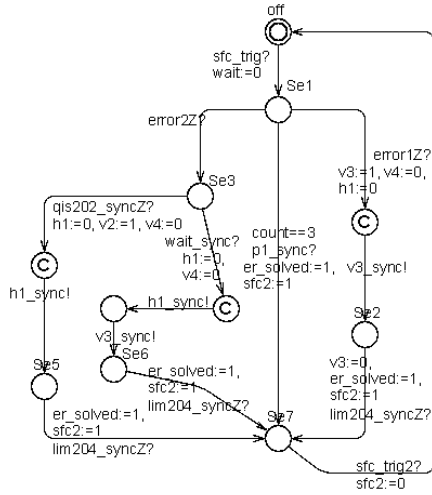 off
sfc_trig?
wait:=0
Se1
error2Z?
error1Z?
v3:=1, v4:=0,
h1:=0
Se3
qis202_syncZ?
h1:=0, v2:=1, v4:=0
wait_sync?
h1:=0,
v4:=0
count==3
p1_sync?
er_solved:=1,
sfc2:=1
C
C
v3_sync!
h1_sync!
h1_sync!
C
v3_sync!
Se2
Se6
Se5
v3:=0,
er_solved:=1,
sfc2:=1
lim204_syncZ?
er_solved:=1,
sfc2:=1
lim204_syncZ?
er_solved:=1,
sfc2:=1
lim204_syncZ?
Se7
sfc_trig2?
sfc2:=0